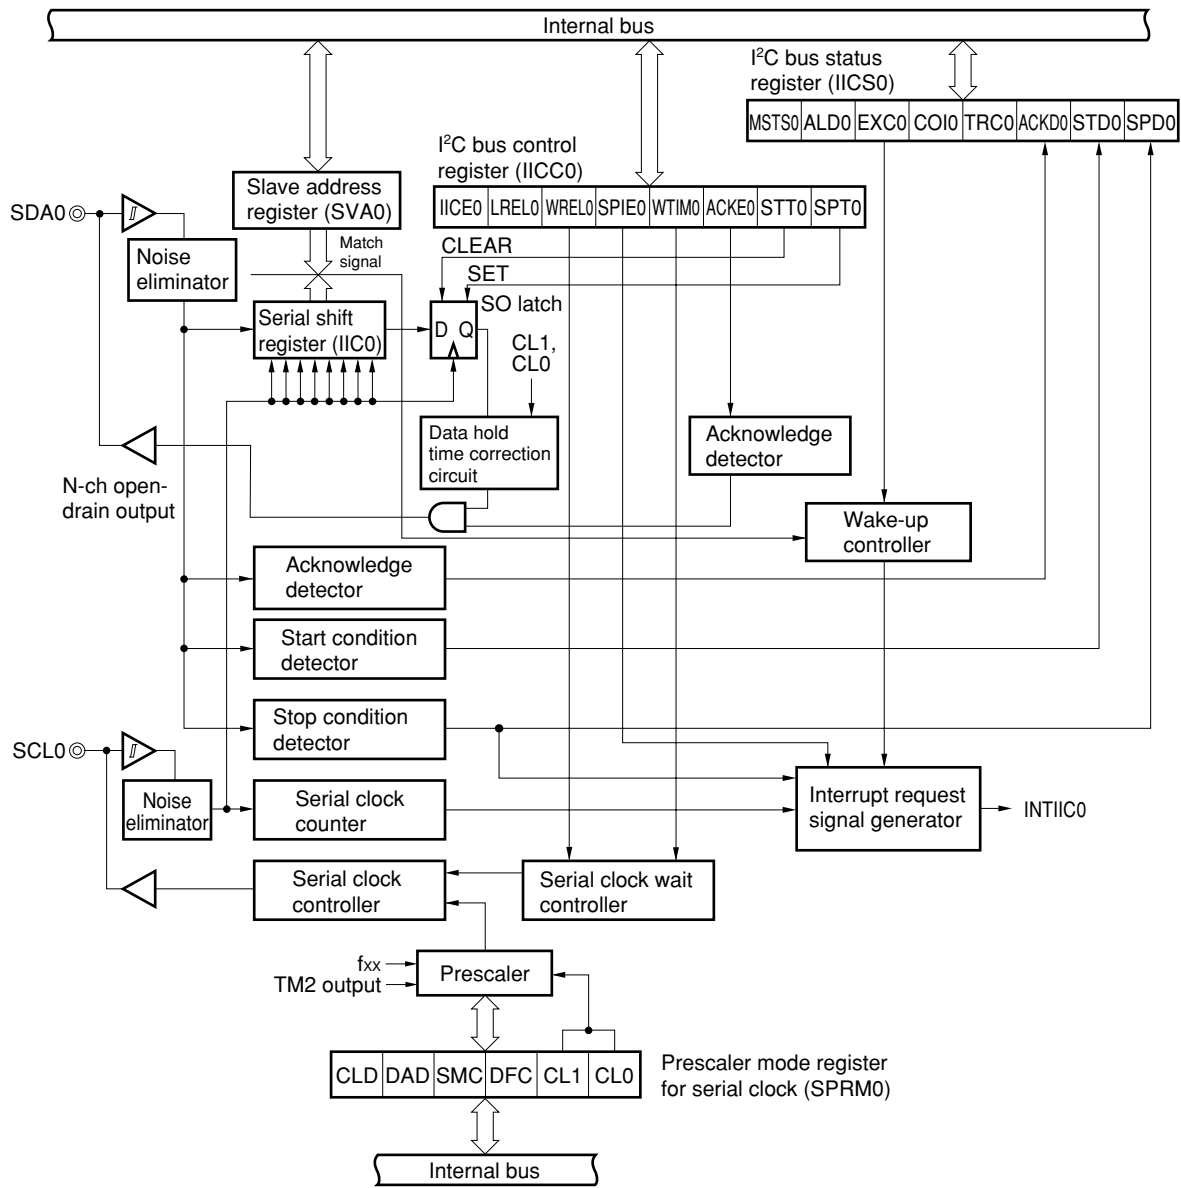 Internal bus
I²C bus status
register (IICS0)
MSTS0 ALD0 EXC0 COI0 TRC0 ACKD0 STD0 SPD0
I²C bus control
register (IICC0)
IICE0 LREL0 WREL0 SPIE0 WTIM0 ACKE0 STT0 SPT0
Slave address
register (SVA0)
SDA0
Noise
eliminator
Match
signal
CLEAR
SET
SO latch
Serial shift
register (IIC0)
D Q
CL1,
CL0
Data hold
time correction
circuit
Acknowledge
detector
N-ch open-
drain output
Wake-up
controller
Acknowledge
detector
Start condition
detector
Stop condition
detector
SCL0
Noise
eliminator
Serial clock
counter
Interrupt request
signal generator
INTIIC0
Serial clock
controller
Serial clock wait
controller
fxx
TM2 output
Prescaler
CLD DAD SMC DFC CL1 CL0
Prescaler mode register
for serial clock (SPRM0)
Internal bus